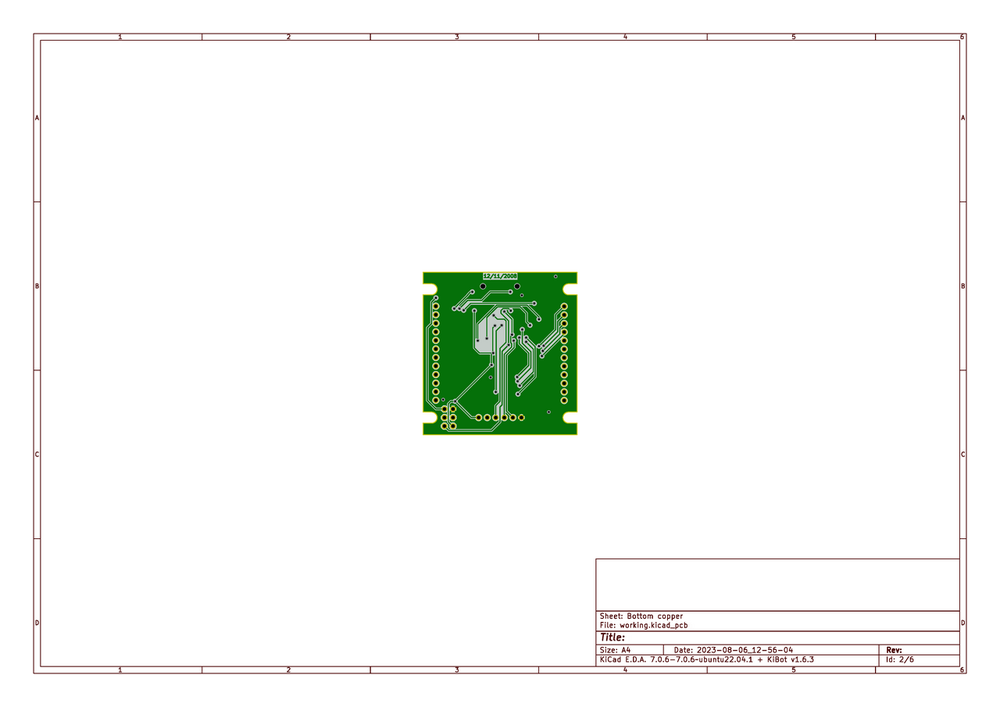 1 2 3 4 5 6
A A
12/11/2008
B B
C C
Sheet: Bottom copper
File: working.kicad_pcb
D D
Title:
Size: A4 Date: 2023-08-06_12-56-04 Rev:
KiCad E.D.A. 7.0.6-7.0.6-ubuntu22.04.1 + KiBot v1.6.3 Id: 2/6
1 2 3 4 5 6